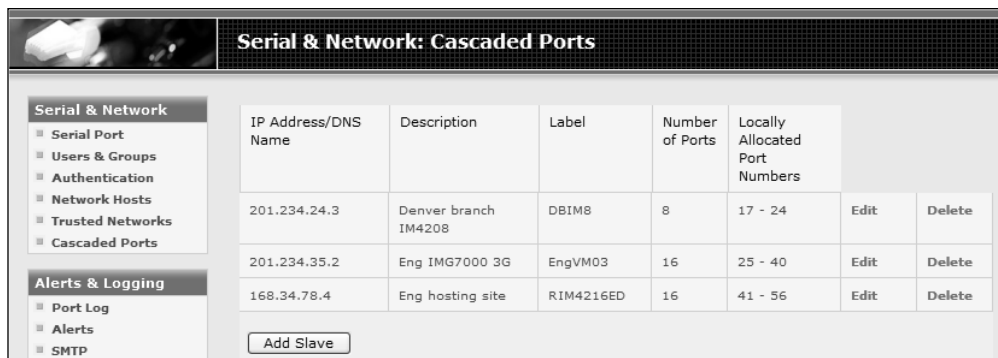 Serial & Network: Cascaded Ports
Serial & Network
Serial Port
Users & Groups
Authentication
Network Hosts
Trusted Networks
Cascaded Ports
Alerts & Logging
Port Log
Alerts
SMTP
IP Address/DNS Name Description Label Number of Ports Locally Allocated Port Numbers
201.234.24.3 Denver branch IM4208 DBIM8 8 17 - 24 Edit Delete
201.234.35.2 Eng IMG7000 3G EngVM03 16 25 - 40 Edit Delete
168.34.78.4 Eng hosting site RIM4216ED 16 41 - 56 Edit Delete
Add Slave